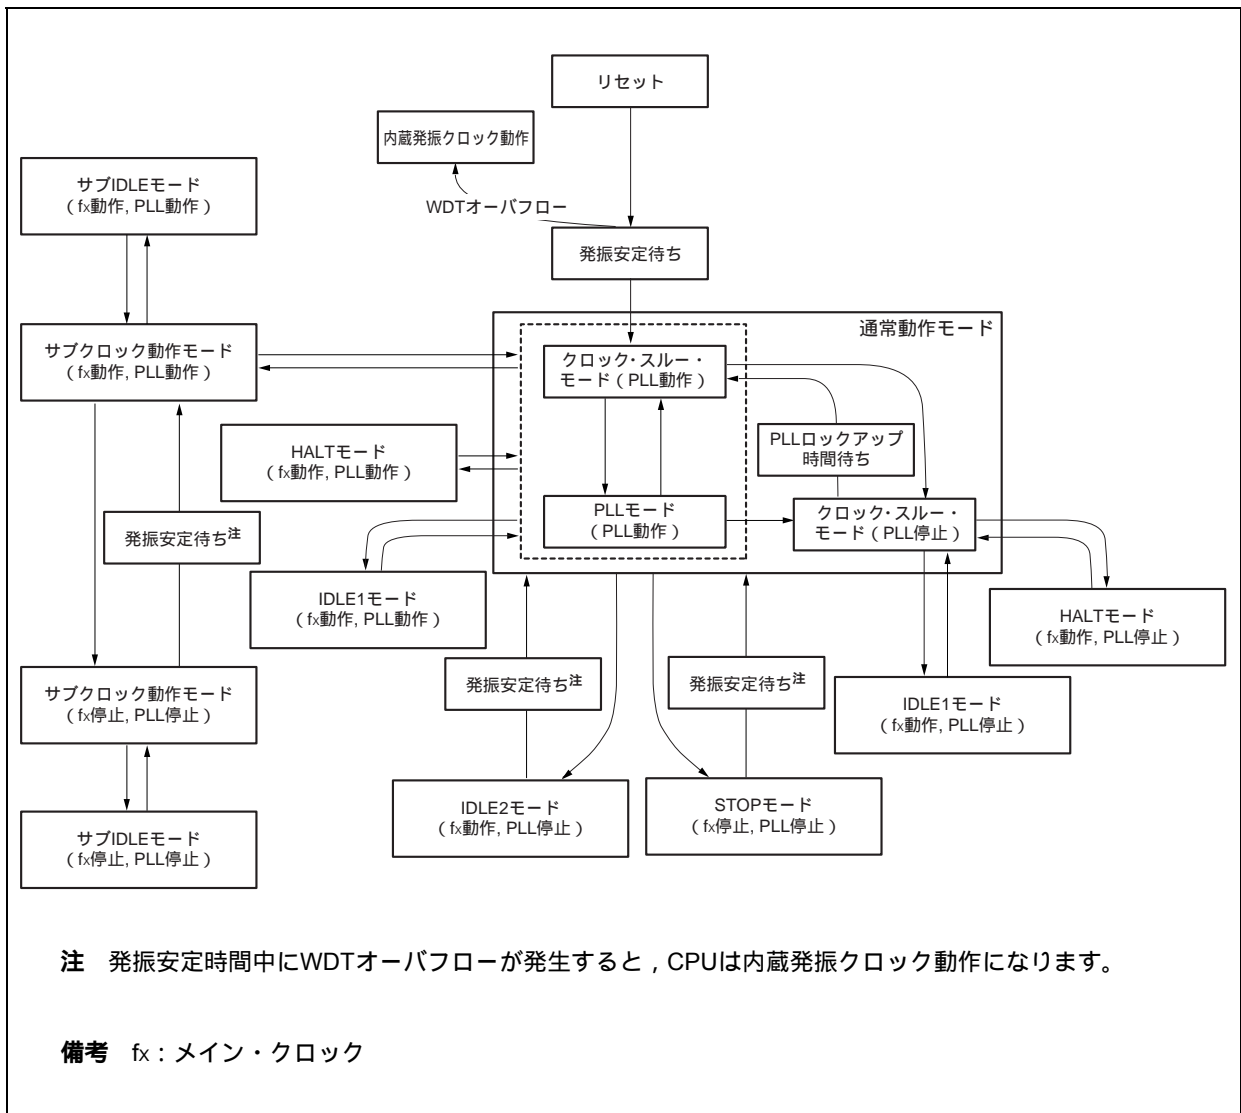 リセット
内蔵発振クロック動作
サブIDLEモード
（fx動作, PLL動作）
WDTオーバフロー
発振安定待ち
通常動作モード
サブクロック動作モード
（fx動作, PLL動作）
クロック・スルー・
モード（PLL動作）
HALTモード
（fx動作, PLL動作）
PLLロックアップ
時間待ち
PLLモード
（PLL動作）
クロック・スルー・
モード（PLL停止）
発振安定待ち注
IDLE1モード
（fx動作, PLL動作）
HALTモード
（fx動作, PLL停止）
発振安定待ち注
発振安定待ち注
サブクロック動作モード
（fx停止, PLL停止）
IDLE1モード
（fx動作, PLL停止）
IDLE2モード
（fx動作, PLL停止）
STOPモード
（fx停止, PLL停止）
サブIDLEモード
（fx停止, PLL停止）
注　発振安定時間中にWDTオーバフローが発生すると，CPUは内蔵発振クロック動作になります。
備考　fx：メイン・クロック